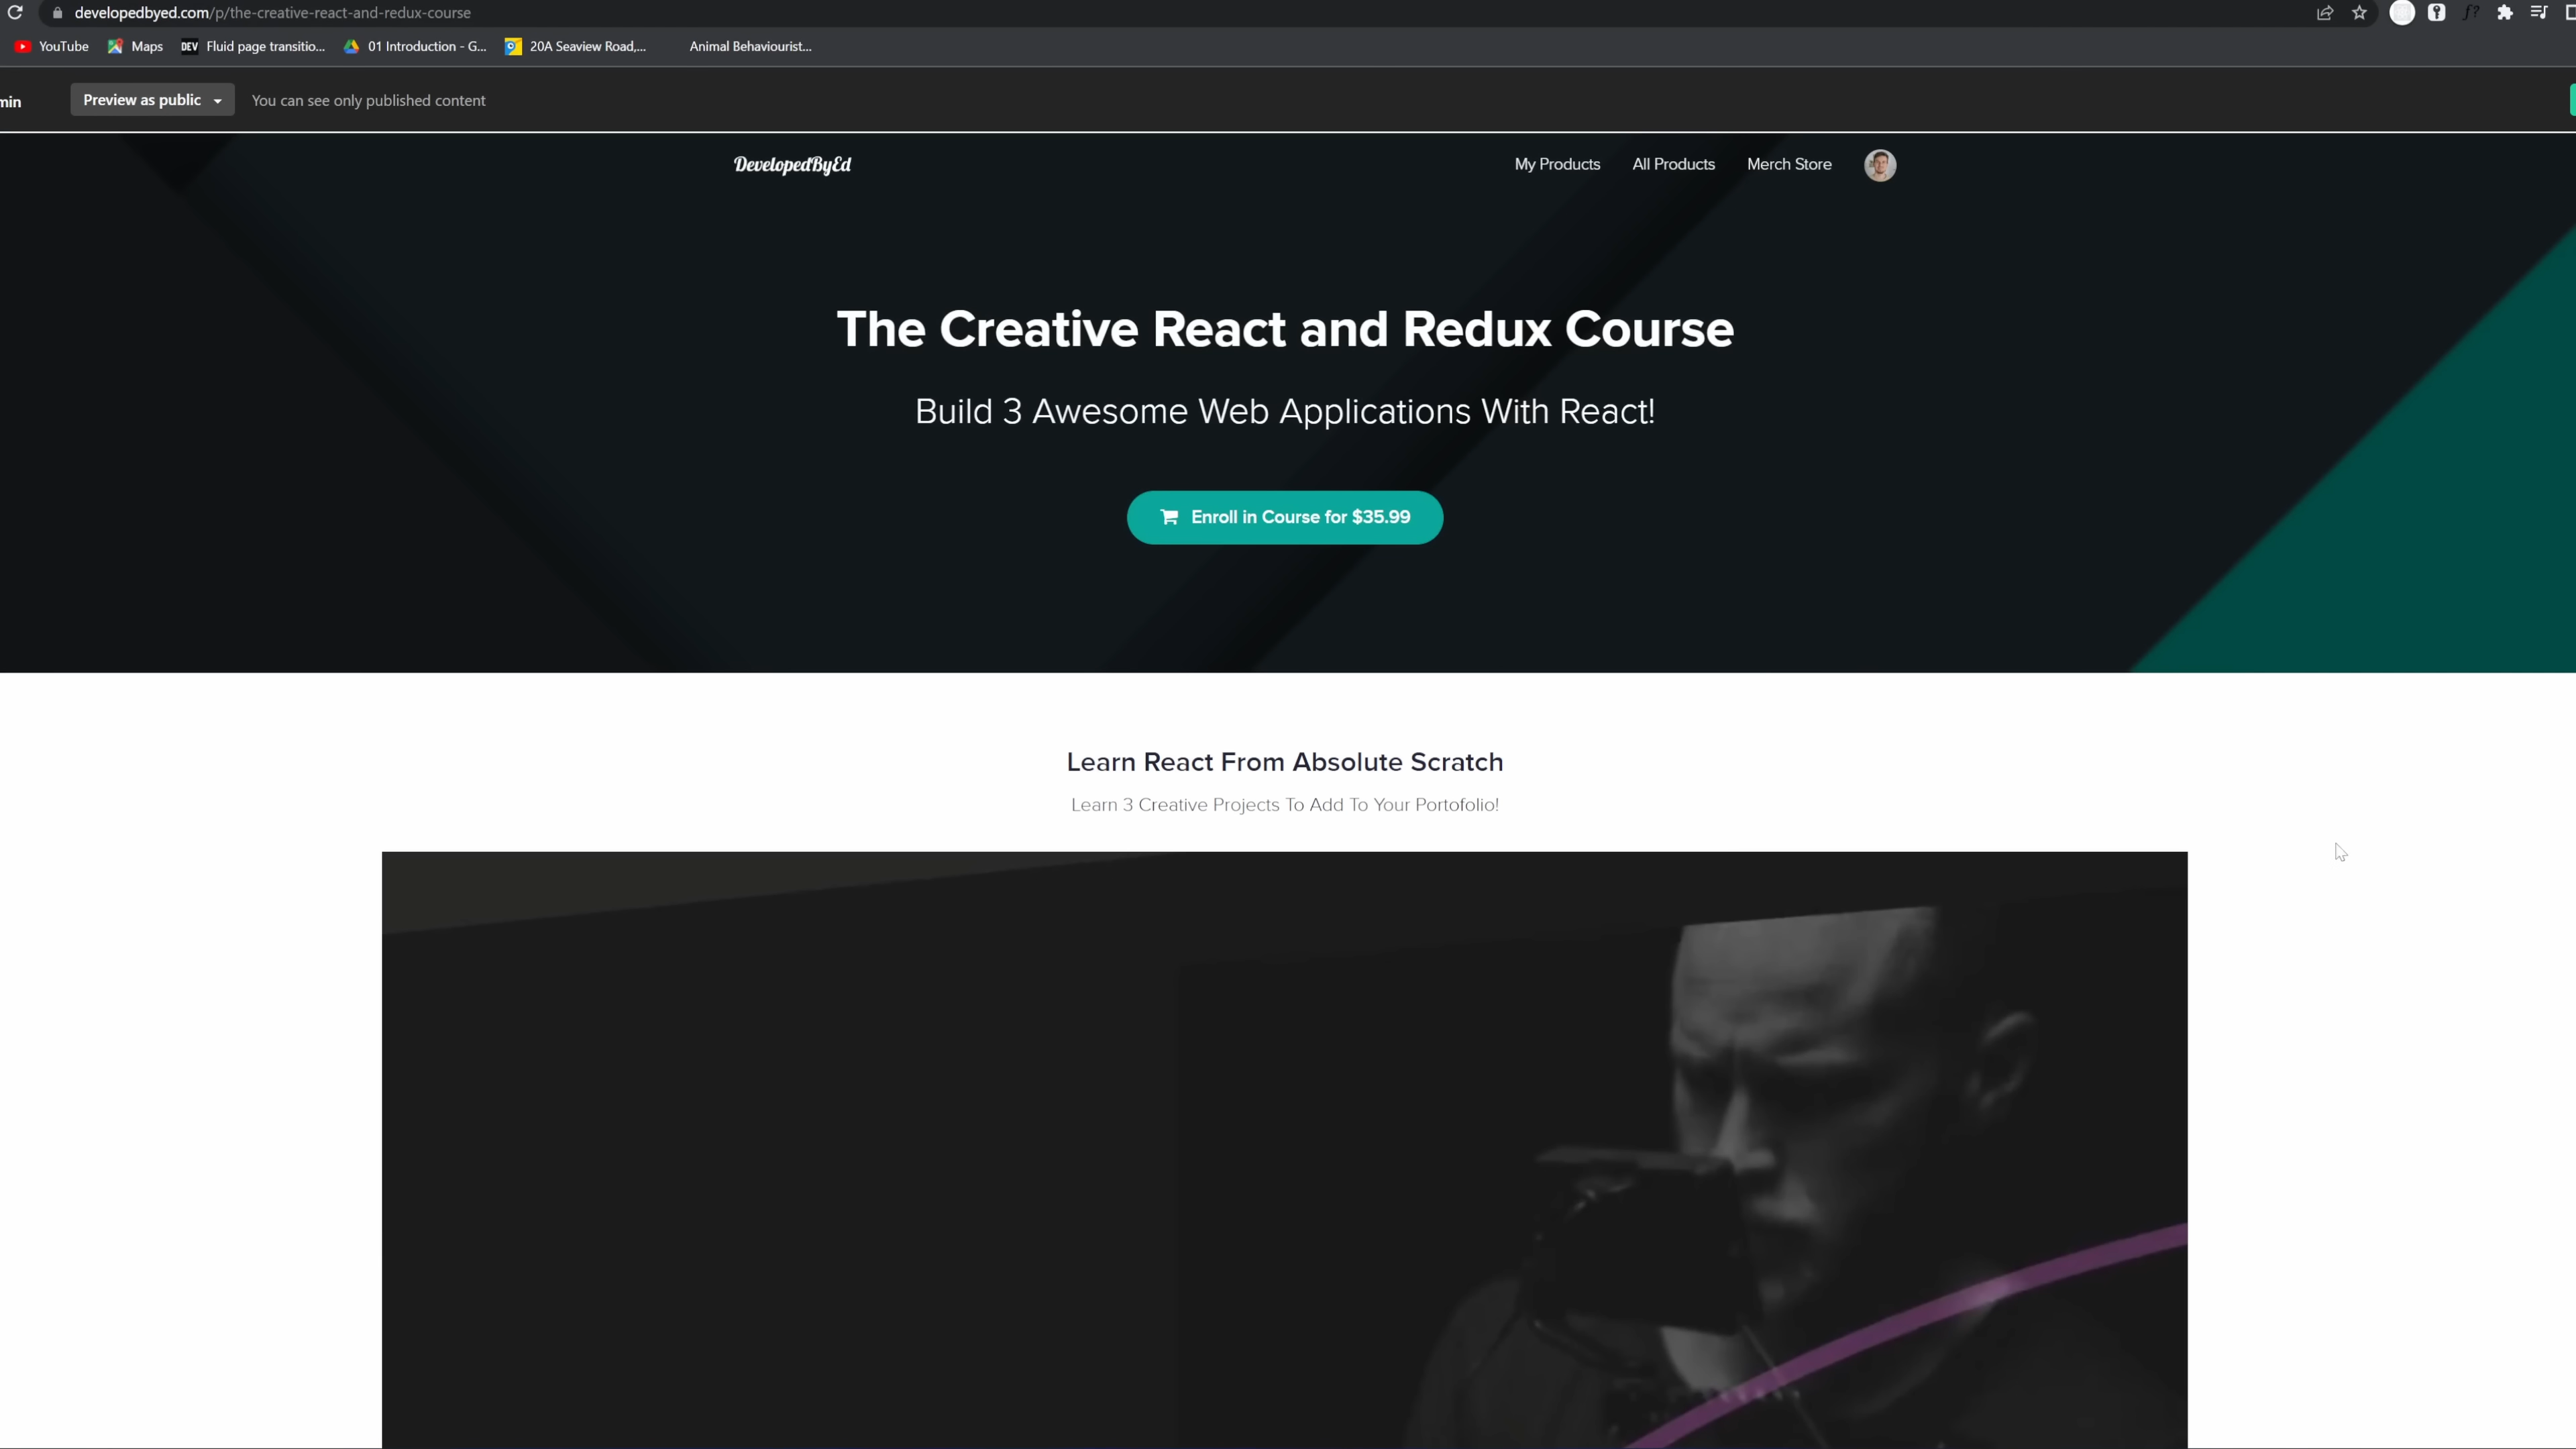 developedbyed.com/p/the-creative-react-and-redux-course
YouTube Maps DEV Fluid page transitio... 01 Introduction - G... 20A Seaview Road,... Animal Behaviourist...
min Preview as public You can see only published content
DevelopedByEd My Products All Products Merch Store
The Creative React and Redux Course
Build 3 Awesome Web Applications With React!
Enroll in Course for $35.99
Learn React From Absolute Scratch
Learn 3 Creative Projects To Add To Your Portofolio!